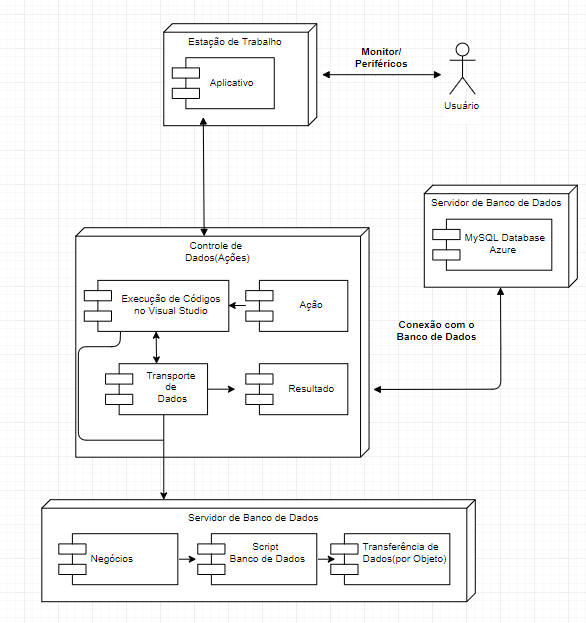 Estação de Trabalho
Aplicativo
Monitor/
Periféricos
Usuário
Servidor de Banco de Dados
MySQL Database
Azure
Controle de
Dados(Ações)
Execução de Códigos
no Visual Studio
Ação
Conexão com o
Banco de Dados
Transporte
de
Dados
Resultado
Servidor de Banco de Dados
Negócios
Script
Banco de Dados
Transferência de
Dados(por Objeto)